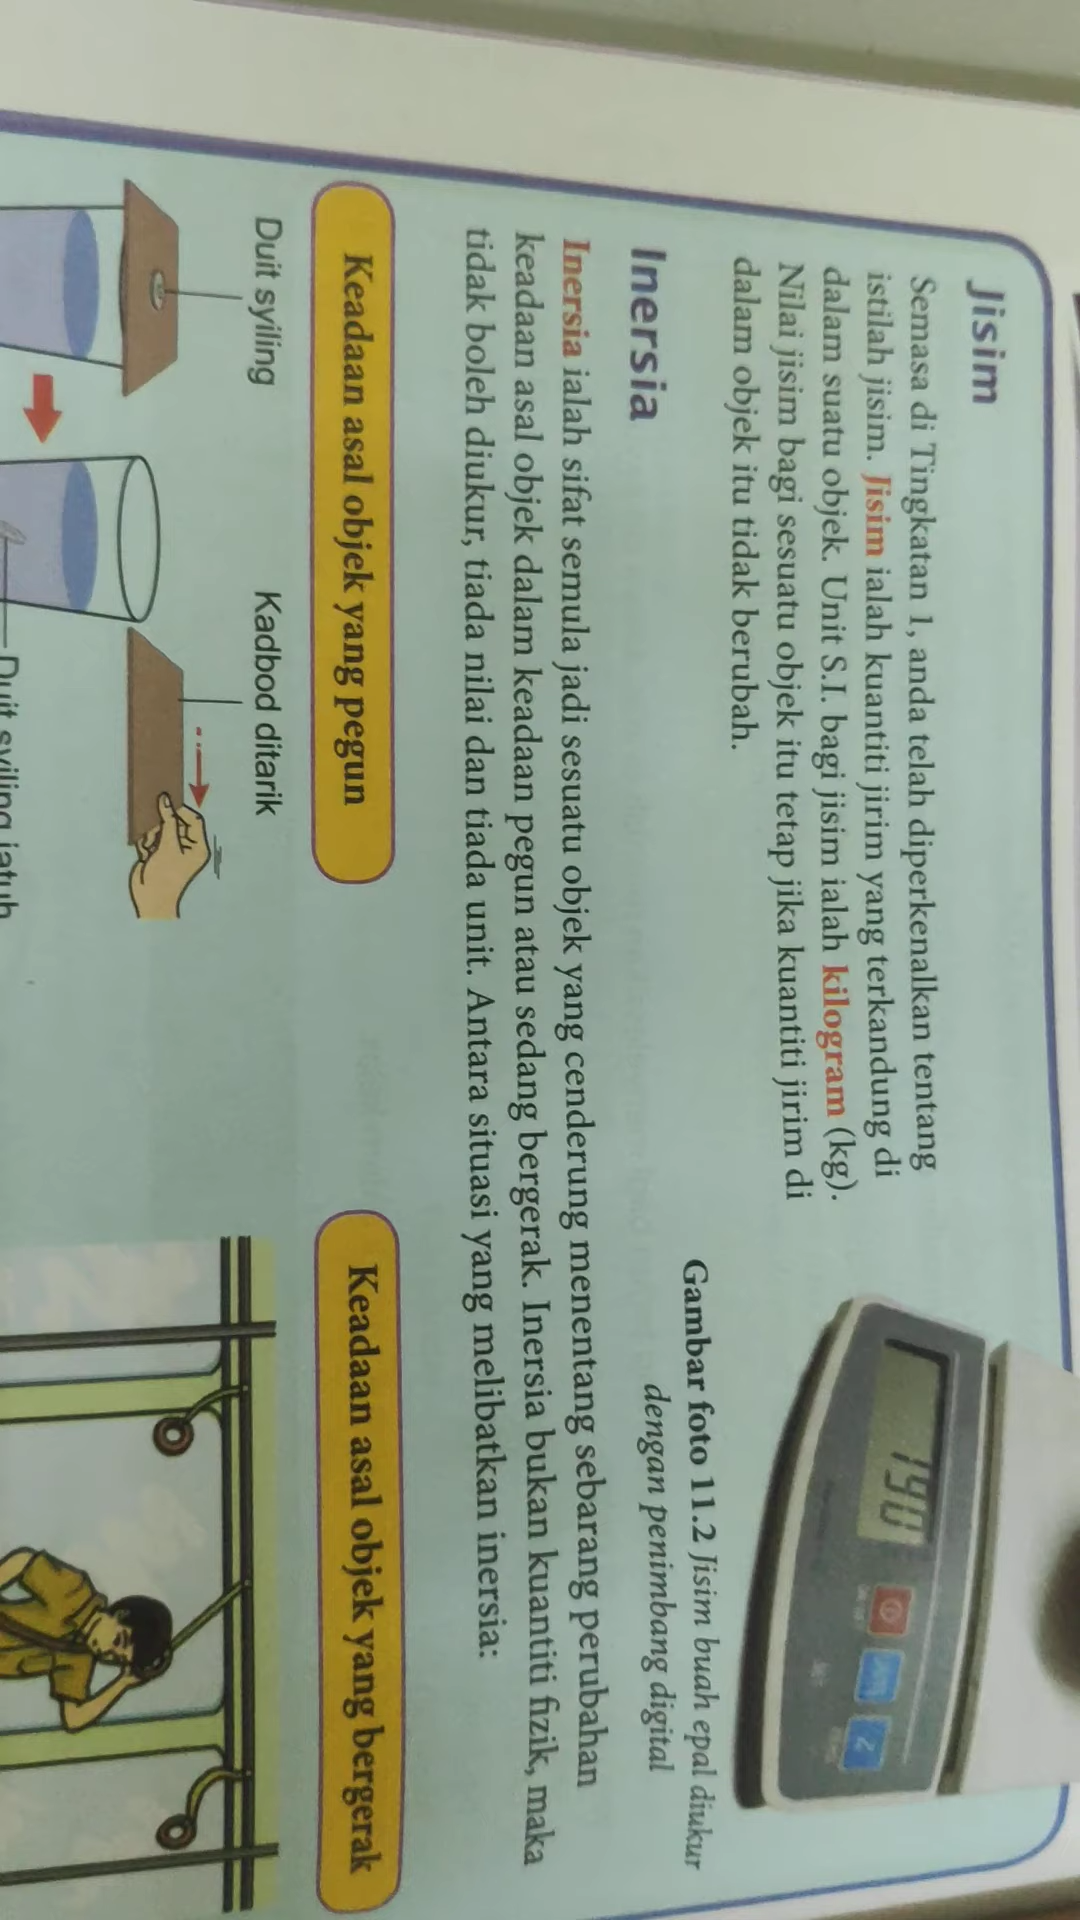 Jisim
Semasa di Tingkatan 1, anda telah diperkenalkan tentang
istilah jisim. Jisim ialah kuantiti jirim yang terkandung di
dalam suatu objek. Unit S.I. bagi jisim ialah kilogram (kg).
Nilai jisim bagi sesuatu objek itu tetap jika kuantiti jirim di
dalam objek itu tidak berubah.
190
Z
Gambar foto 11.2 Jisim buah epal diukur
dengan penimbang digital
Inersia
Inersia ialah sifat semula jadi sesuatu objek yang cenderung menentang sebarang perubahan
keadaan asal objek dalam keadaan pegun atau sedang bergerak. Inersia bukan kuantiti fizik, maka
tidak boleh diukur, tiada nilai dan tiada unit. Antara situasi yang melibatkan inersia:
Keadaan asal objek yang pegun
Duit syiling
Kadbod ditarik
Duit syiling jatuh
Keadaan asal objek yang bergerak